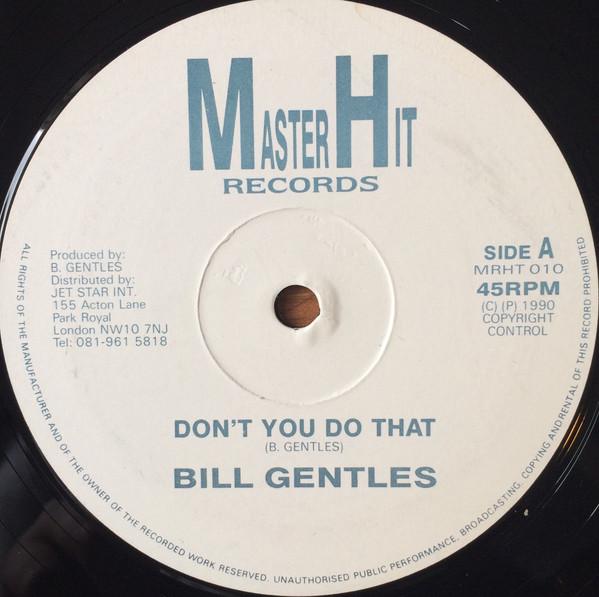 MASTER HIT
RECORDS
Produced by:
B. GENTLES
Distributed by:
JET STAR INT.
155 Acton Lane
Park Royal
London NW10 7NJ
Tel: 081-961 5818
SIDE A
MRHT 010
45RPM
(C) (P) 1990
COPYRIGHT
CONTROL
DON'T YOU DO THAT
(B. GENTLES)
BILL GENTLES
ALL RIGHTS OF THE MANUFACTURER AND OF THE OWNER OF THE RECORDED WORK RESERVED. UNAUTHORISED PUBLIC PERFORMANCE, BROADCASTING, COPYING AND RENTAL OF THIS RECORD PROHIBITED